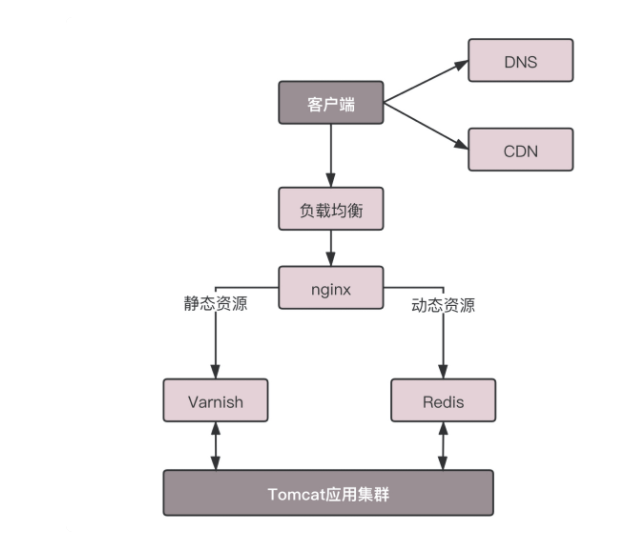 DNS
客户端
CDN
负载均衡
nginx
静态资源
动态资源
Varnish
Redis
Tomcat应用集群